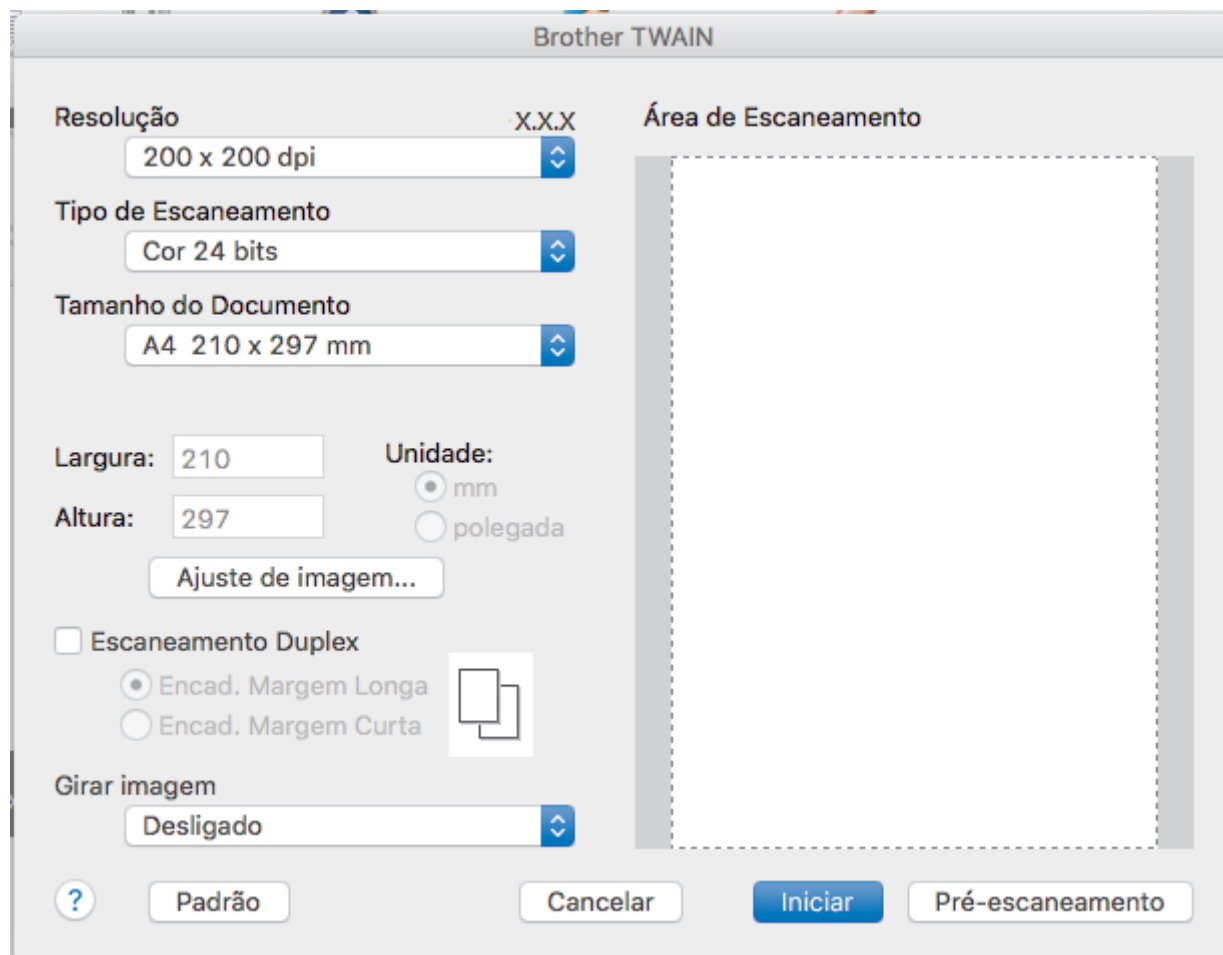 Brother TWAIN
Resolução
X.X.X
200 x 200 dpi
Tipo de Escaneamento
Cor 24 bits
Tamanho do Documento
A4 210 x 297 mm
Largura: 210
Altura: 297
Unidade:
mm
polegada
Ajuste de imagem...
Escaneamento Duplex
Encad. Margem Longa
Encad. Margem Curta
Girar imagem
Desligado
Área de Escaneamento
?
Padrão
Cancelar
Iniciar
Pré-escaneamento